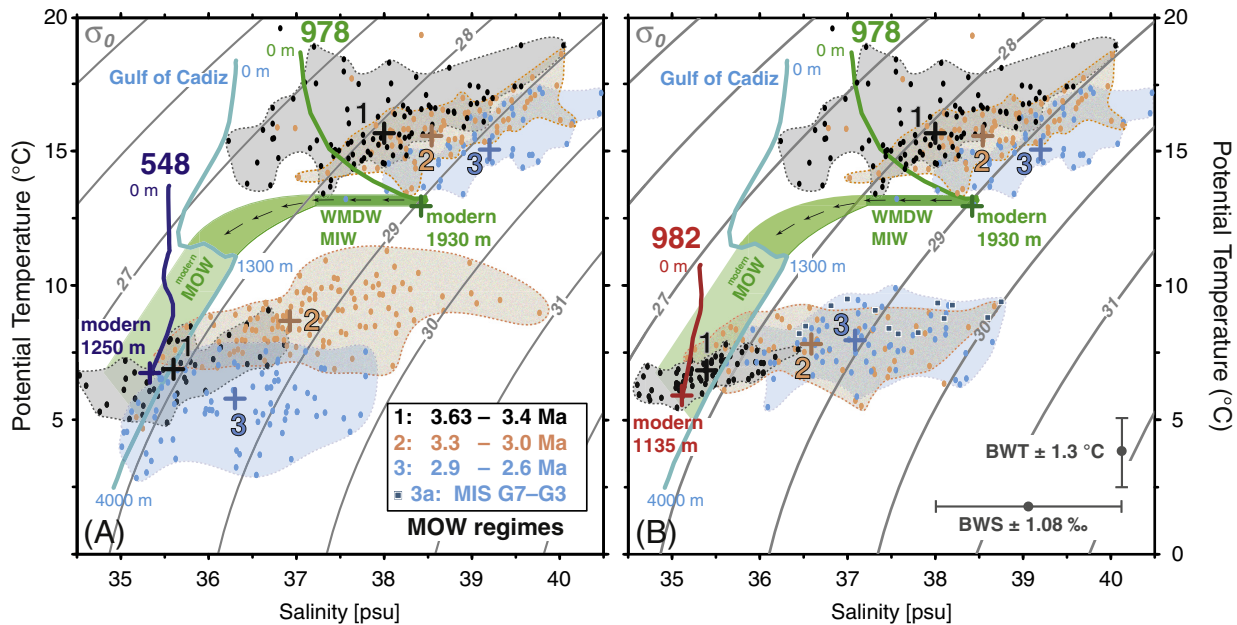 20
15
10
5
0
Potential Temperature (°C)
σ0
978
0 m
28
Gulf of Cadiz
0 m
1
2
3
548
0 m
WMDW
MIW
modern
1930 m
29
27
modern
MOW
1300 m
31
2
modern
1250 m
1
30
3
1: 3.63 – 3.4 Ma
2: 3.3 – 3.0 Ma
3: 2.9 – 2.6 Ma
3a: MIS G7–G3
MOW regimes
4000 m
(A)
35 36 37 38 39 40
Salinity [psu]
σ0
978
0 m
28
Gulf of Cadiz
0 m
1
2
3
982
0 m
WMDW
MIW
modern
1930 m
29
27
modern
MOW
1300 m
31
3
1
2
30
modern
1135 m
BWT ± 1.3 °C
4000 m
BWS ± 1.08 ‰
(B)
35 36 37 38 39 40
Salinity [psu]
20
15
10
5
0
Potential Temperature (°C)